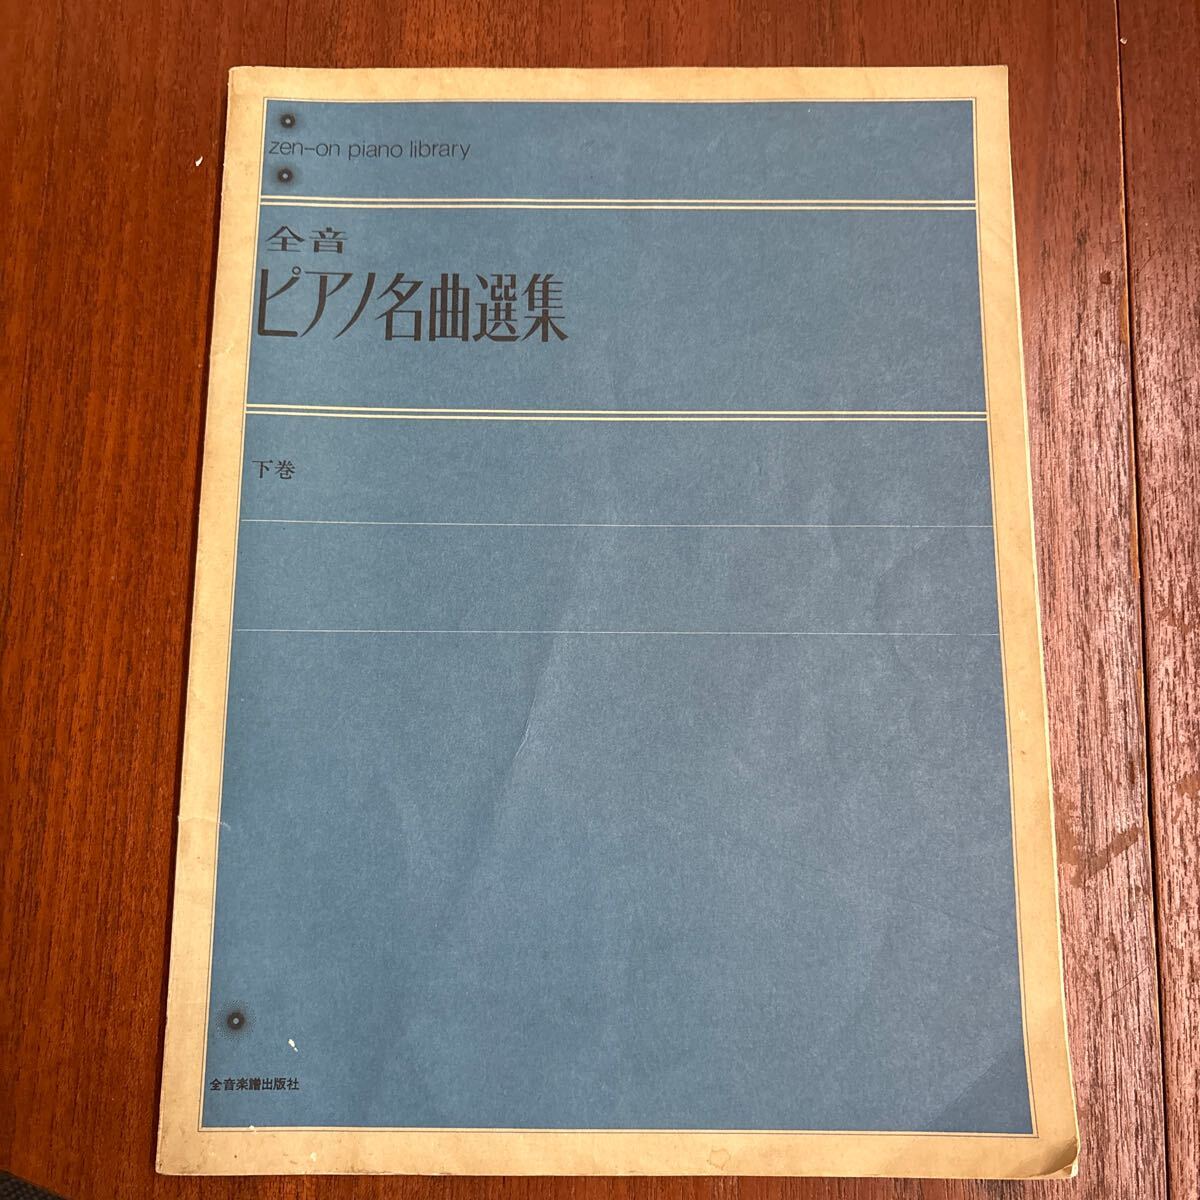 zen-on piano library
全音
ピアノ名曲選集
下巻
全音楽譜出版社